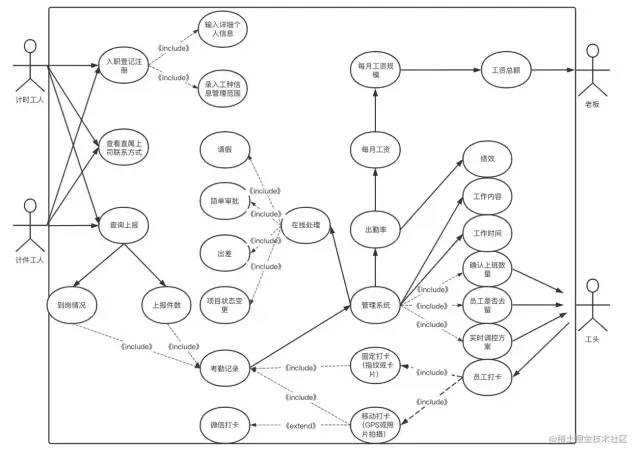 输入详细个
人信息
《include》
入职登记注
册
《include》
录入工种信
息管理范围
计时工人
查看直属上
司联系方式
计件工人
查询上报
到岗情况
上报件数
《include》
《include》
考勤记录
请假
《include》
简单审批
《include》
在线处理
出差
《include》
《include》
项目状态变
更
每月工资规
模
工资总额
老板
每月工资
绩效
出勤率
工作内容
工作时间
管理系统
《include》
确认上班数
量
《include》
员工是否去
留
《include》
实时调控方
案
工头
固定打卡
(指纹或卡
片)
《include》
《include》
员工打卡
《include》
《include》
移动打卡
(GPS或照
片拍摄)
《extend》
微信打卡
@稀土掘金技术社区